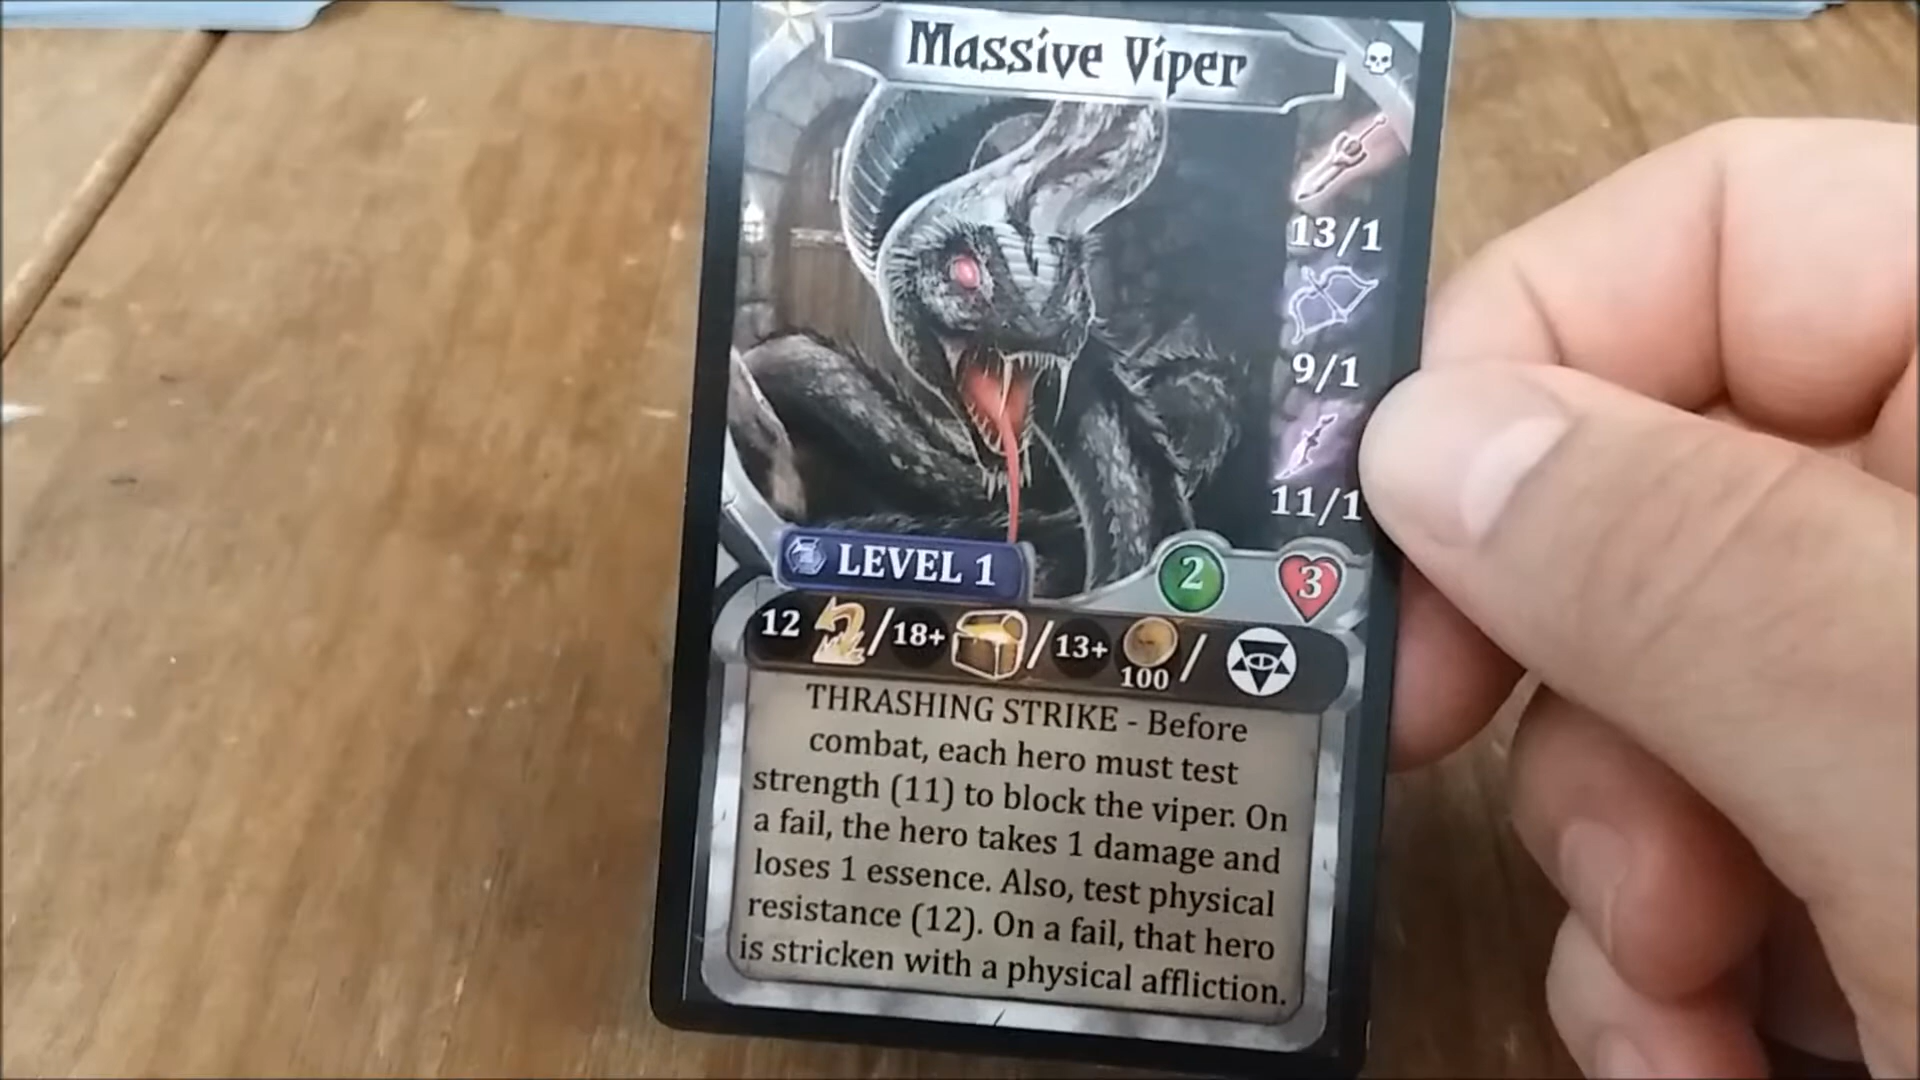 Massive Viper
13/1
9/1
11/1
LEVEL 1
2
3
12 / 18+ / 13+ 100 /
THRASHING STRIKE - Before
combat, each hero must test
strength (11) to block the viper. On
a fail, the hero takes 1 damage and
loses 1 essence. Also, test physical
resistance (12). On a fail, that hero
is stricken with a physical affliction.